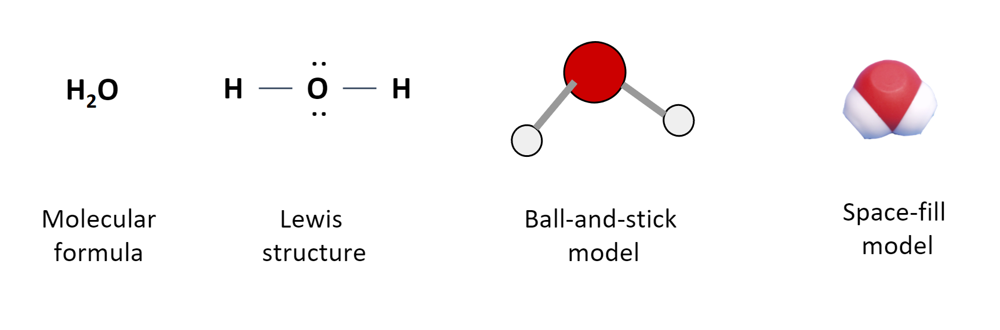 H₂O
H — O — H
Molecular
formula
Lewis
structure
Ball-and-stick
model
Space-fill
model